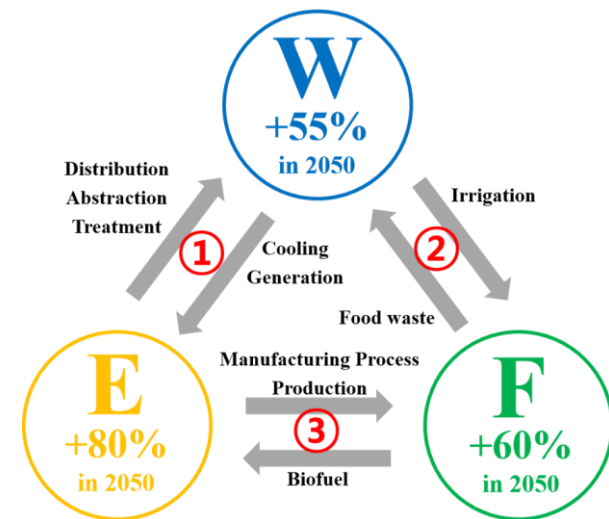 W
+55%
in 2050
Distribution
Abstraction
Treatment
①
Cooling
Generation
②
Irrigation
Food waste
E
+80%
in 2050
Manufacturing Process
Production
③
Biofuel
F
+60%
in 2050